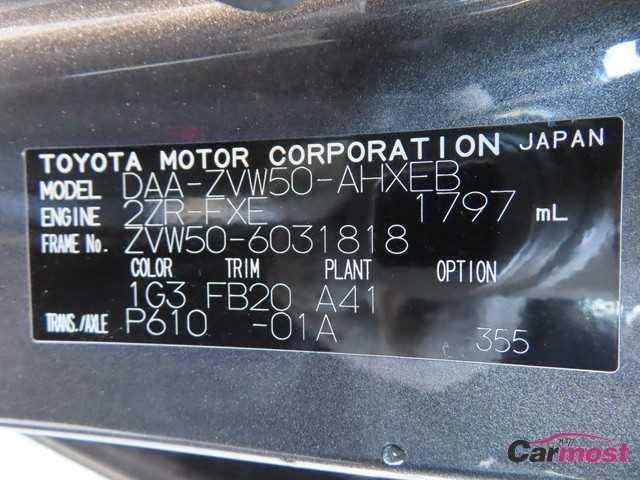 TOYOTA MOTOR CORPORATION JAPAN
MODEL DAA-ZVW50-AHXEB
ENGINE 2ZR-FXE 1797 mL
FRAME No. ZVW50-6031818
COLOR TRIM PLANT OPTION
1G3 FB20 A41
TRANS./AXLE P610 -01A
355
Carmost